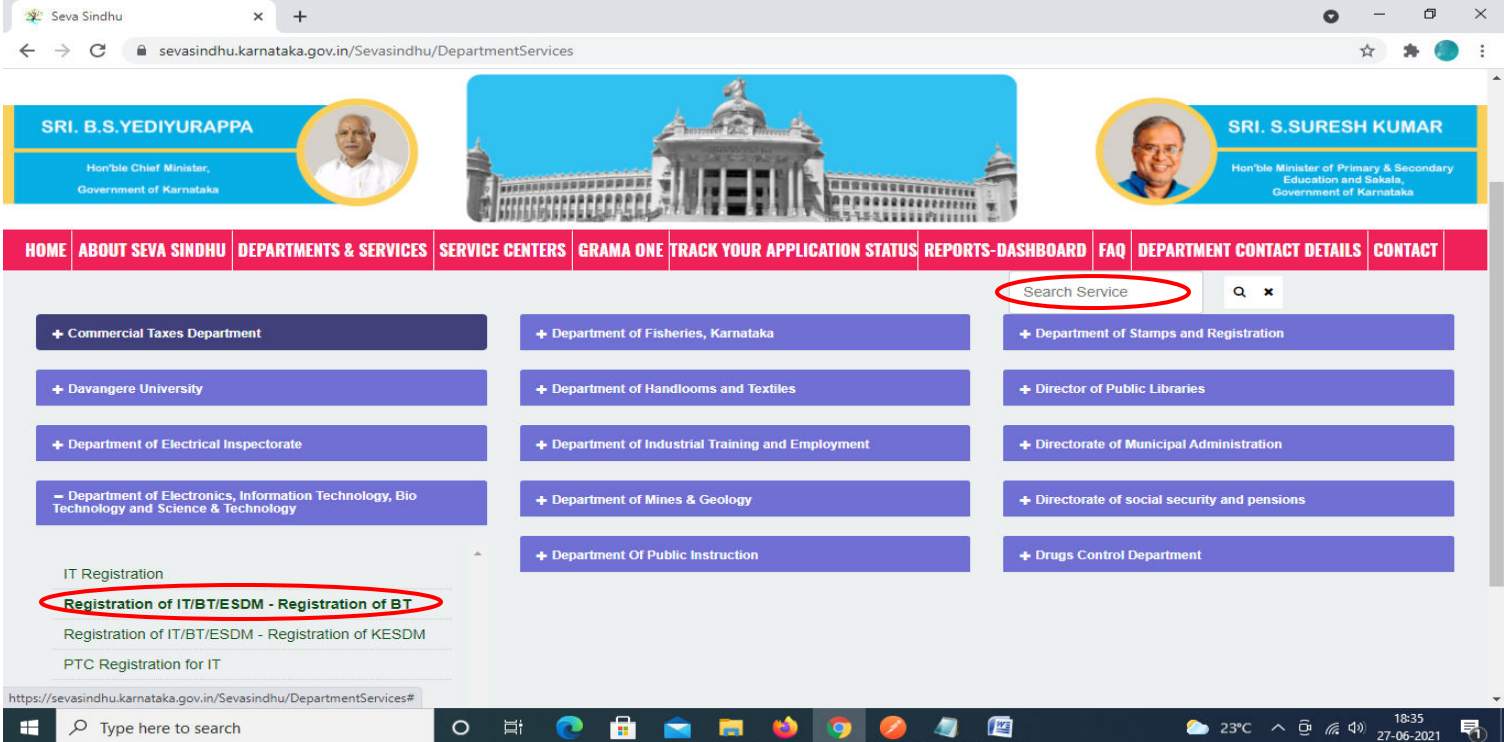 Seva Sindhu
sevasindhu.karnataka.gov.in/Sevasindhu/DepartmentServices
SRI. B.S.YEDIYURAPPA
Hon'ble Chief Minister,
Government of Karnataka
SRI. S.SURESH KUMAR
Hon'ble Minister of Primary & Secondary
Education and Sakala,
Government of Karnataka
HOME ABOUT SEVA SINDHU DEPARTMENTS & SERVICES SERVICE CENTERS GRAMA ONE TRACK YOUR APPLICATION STATUS REPORTS-DASHBOARD FAQ DEPARTMENT CONTACT DETAILS CONTACT
Search Service
+ Commercial Taxes Department
+ Davangere University
+ Department of Electrical Inspectorate
− Department of Electronics, Information Technology, Bio
Technology and Science & Technology
IT Registration
Registration of IT/BT/ESDM - Registration of BT
Registration of IT/BT/ESDM - Registration of KESDM
PTC Registration for IT
+ Department of Fisheries, Karnataka
+ Department of Handlooms and Textiles
+ Department of Industrial Training and Employment
+ Department of Mines & Geology
+ Department Of Public Instruction
+ Department of Stamps and Registration
+ Director of Public Libraries
+ Directorate of Municipal Administration
+ Directorate of social security and pensions
+ Drugs Control Department
https://sevasindhu.karnataka.gov.in/Sevasindhu/DepartmentServices#
Type here to search
23°C
18:35
27-06-2021